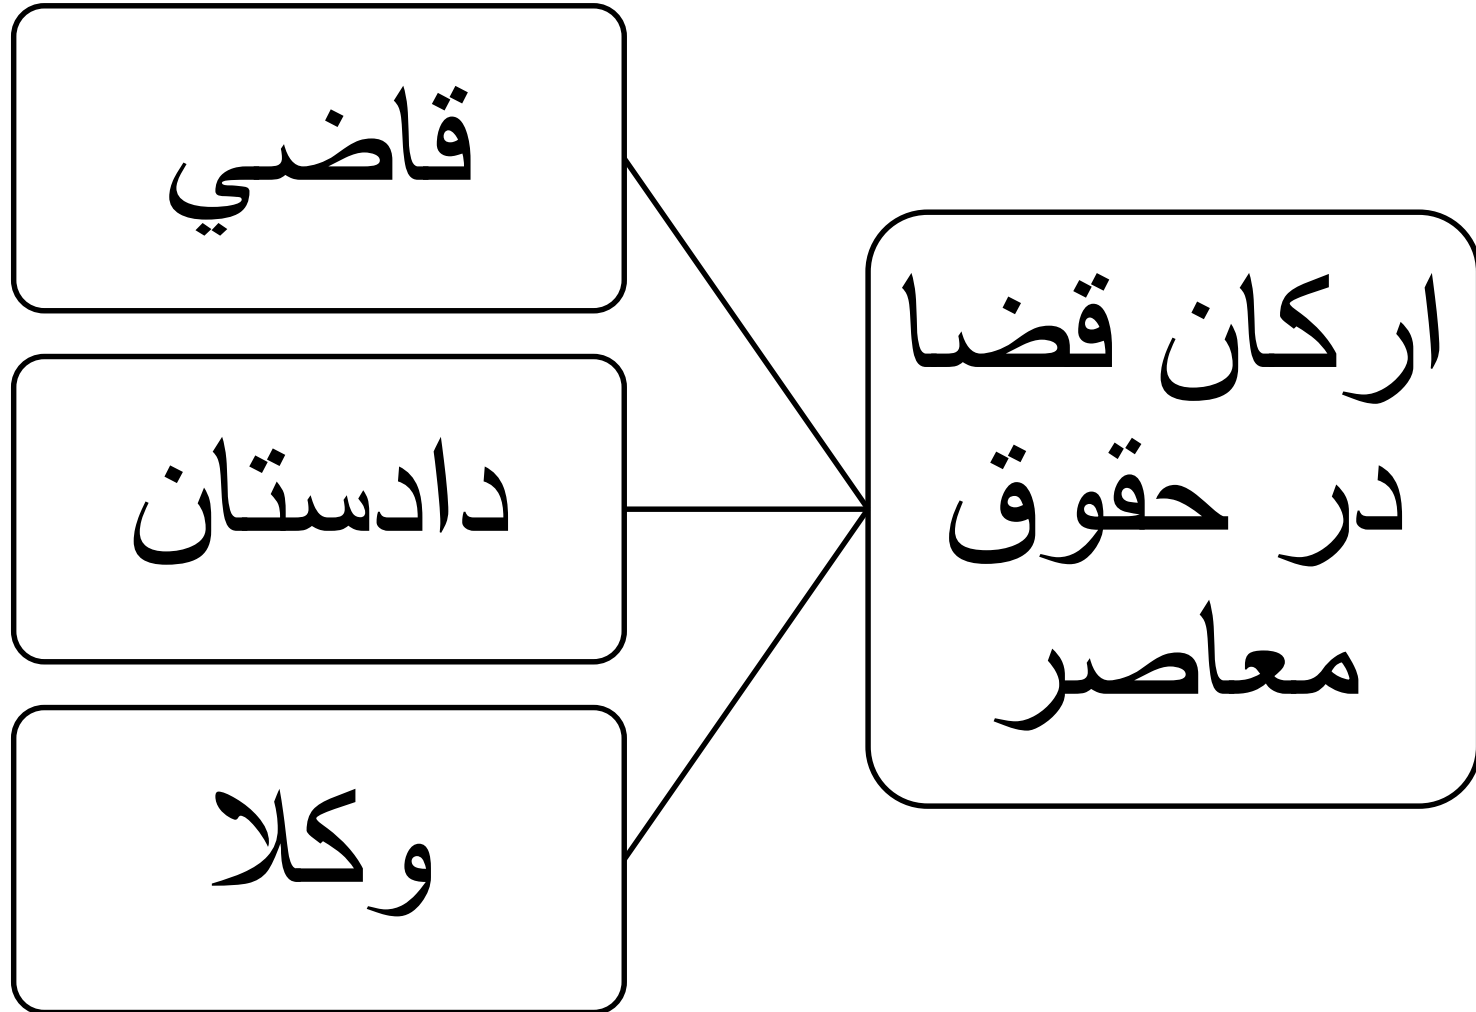 ارکان قضا
در حقوق
معاصر
قاضي
دادستان
وکلا